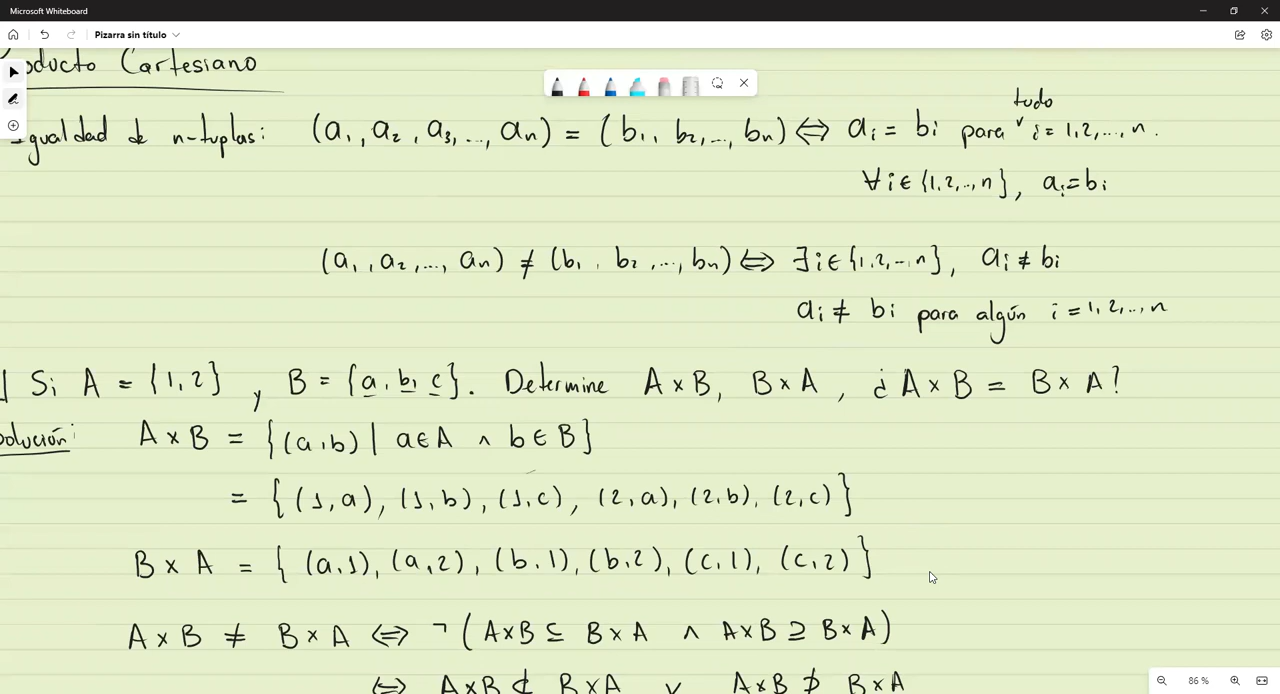 Microsoft Whiteboard
Pizarra sin título
oducto Cartesiano
gualdad de n-tuplas: (a₁, a₂, a₃, ..., aₙ) = (b₁, b₂, ..., bₙ) ⇔ aᵢ = bᵢ para todo i = 1, 2, ..., n.
∀ i ∈ {1, 2, .., n}, aᵢ = bᵢ
(a₁, a₂, ..., aₙ) ≠ (b₁, b₂, ..., bₙ) ⇔ ∃ i ∈ {1, 2, .., n}, aᵢ ≠ bᵢ
aᵢ ≠ bᵢ para algún i = 1, 2, .., n
Si A = {1, 2} y B = {a, b, c}. Determine A × B, B × A, ¿A × B = B × A?
olución: A × B = {(a, b) | a ∈ A ∧ b ∈ B}
= {(1, a), (1, b), (1, c), (2, a), (2, b), (2, c)}
B × A = {(a, 1), (a, 2), (b, 1), (b, 2), (c, 1), (c, 2)}
A × B ≠ B × A ⇔ ¬(A×B ⊆ B×A ∧ A×B ⊇ B×A)
⇔ A×B ⊄ B×A ∨ A×B ⊅ B×A
86 %